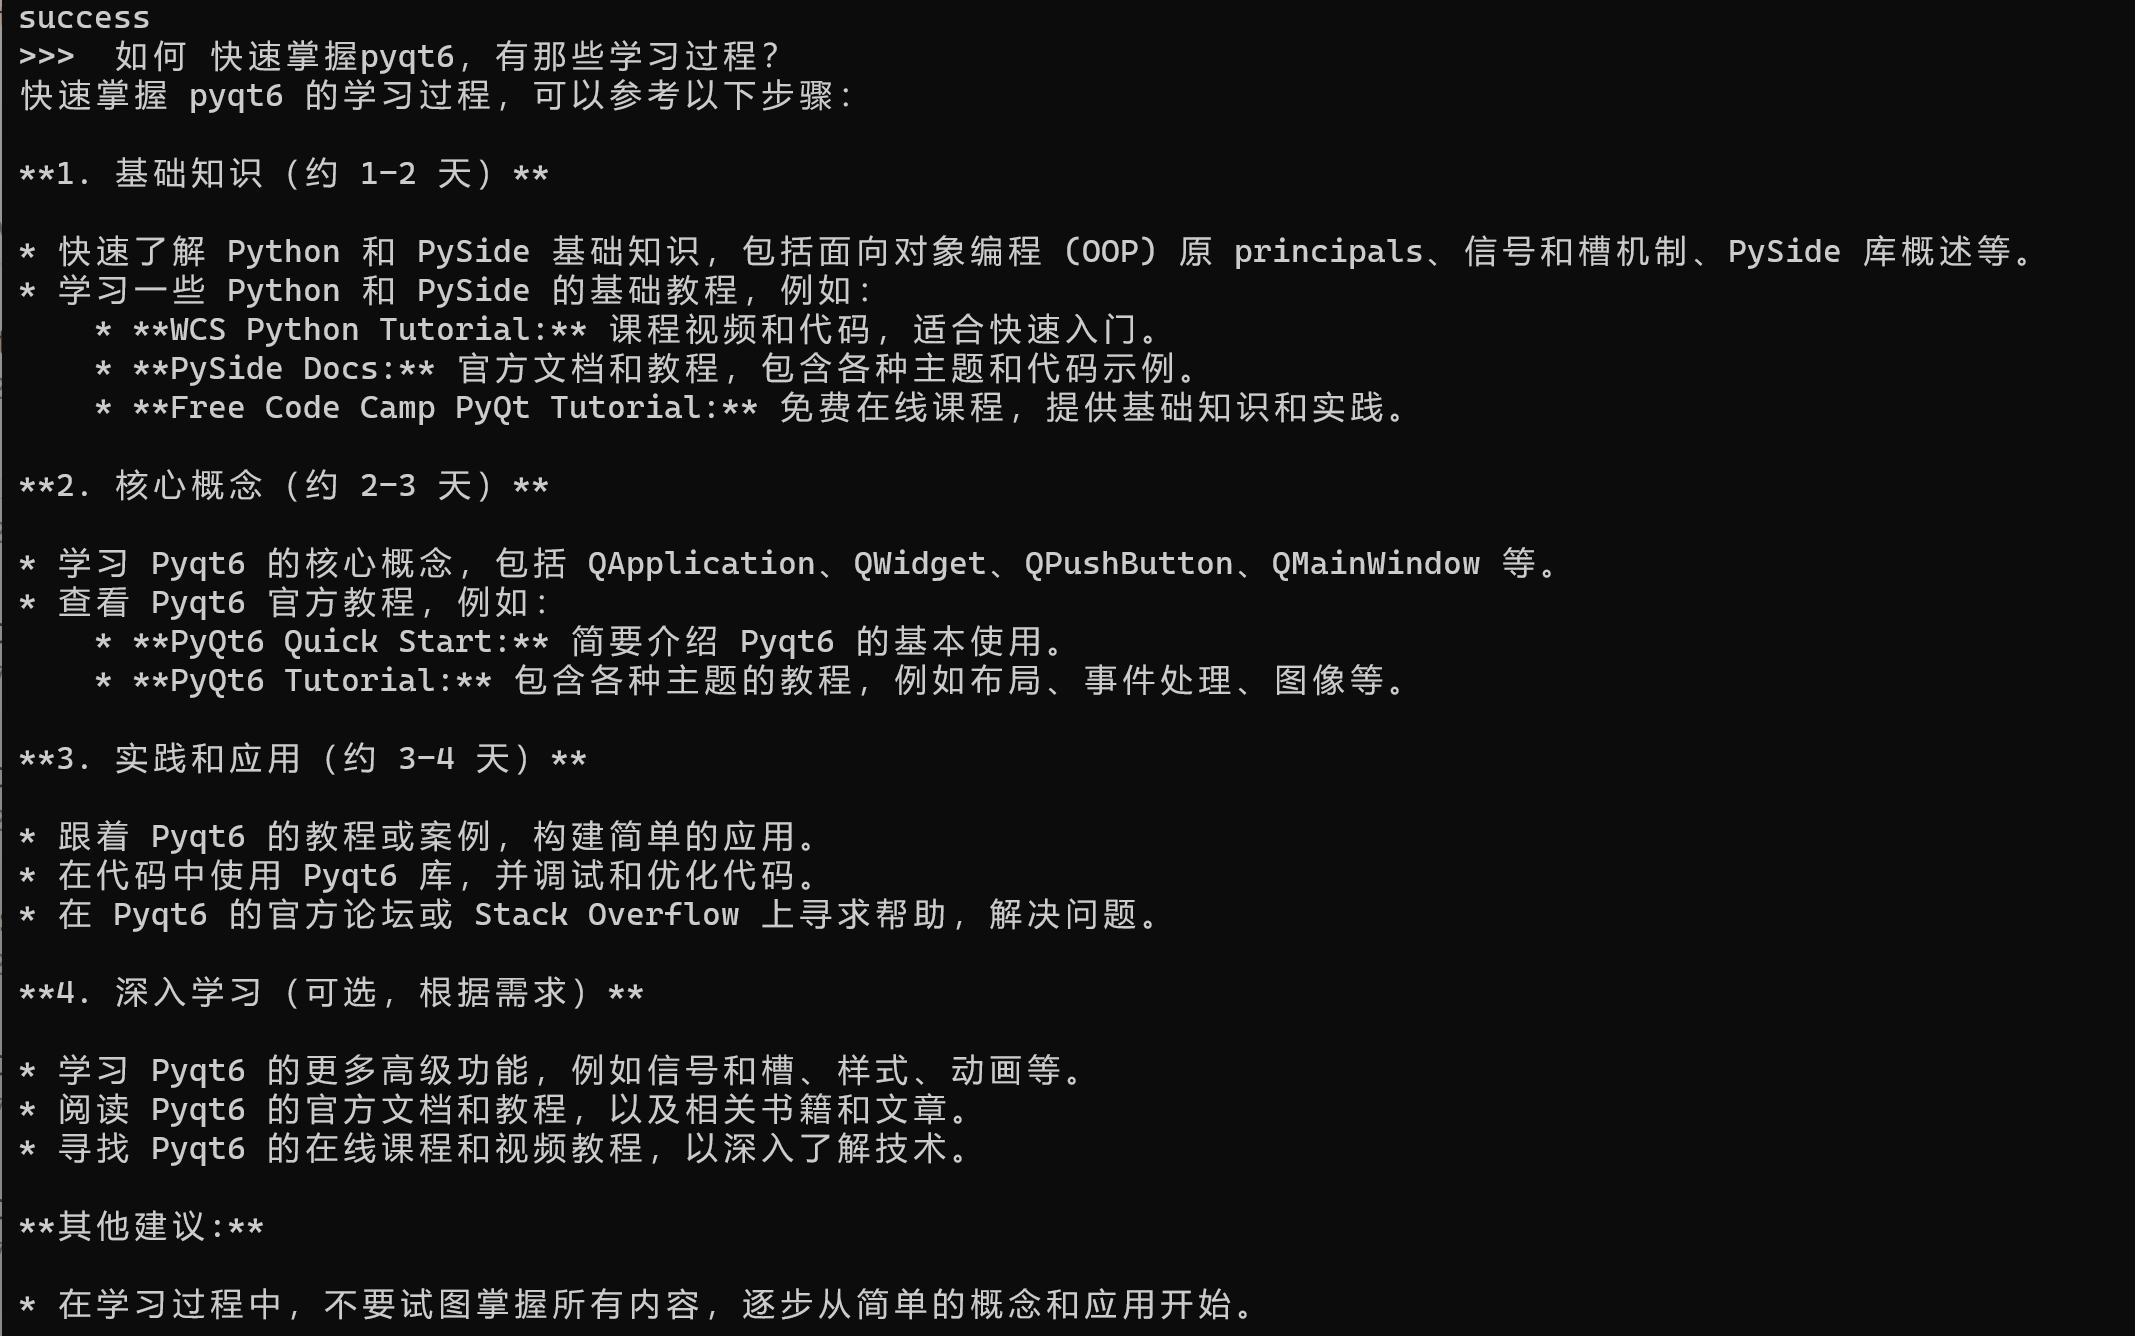 success
>>>  如何 快速掌握pyqt6，有那些学习过程？
快速掌握 pyqt6 的学习过程，可以参考以下步骤：
**1. 基础知识（约 1-2 天）**
* 快速了解 Python 和 PySide 基础知识，包括面向对象编程 (OOP) 原 principals、信号和槽机制、PySide 库概述等。
* 学习一些 Python 和 PySide 的基础教程，例如：
    * **WCS Python Tutorial:** 课程视频和代码，适合快速入门。
    * **PySide Docs:** 官方文档和教程，包含各种主题和代码示例。
    * **Free Code Camp PyQt Tutorial:** 免费在线课程，提供基础知识和实践。
**2. 核心概念（约 2-3 天）**
* 学习 Pyqt6 的核心概念，包括 QApplication、QWidget、QPushButton、QMainWindow 等。
* 查看 Pyqt6 官方教程，例如：
    * **PyQt6 Quick Start:** 简要介绍 Pyqt6 的基本使用。
    * **PyQt6 Tutorial:** 包含各种主题的教程，例如布局、事件处理、图像等。
**3. 实践和应用（约 3-4 天）**
* 跟着 Pyqt6 的教程或案例，构建简单的应用。
* 在代码中使用 Pyqt6 库，并调试和优化代码。
* 在 Pyqt6 的官方论坛或 Stack Overflow 上寻求帮助，解决问题。
**4. 深入学习（可选，根据需求）**
* 学习 Pyqt6 的更多高级功能，例如信号和槽、样式、动画等。
* 阅读 Pyqt6 的官方文档和教程，以及相关书籍和文章。
* 寻找 Pyqt6 的在线课程和视频教程，以深入了解技术。
**其他建议:**
* 在学习过程中，不要试图掌握所有内容，逐步从简单的概念和应用开始。